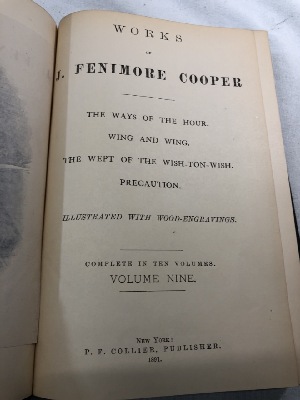 WORKS
OF
J. FENIMORE COOPER
THE WAYS OF THE HOUR.
WING AND WING.
THE WEPT OF THE WISH-TON-WISH.
PRECAUTION.
ILLUSTRATED WITH WOOD-ENGRAVINGS.
COMPLETE IN TEN VOLUMES.
VOLUME NINE.
NEW YORK:
P. F. COLLIER, PUBLISHER.
1891.